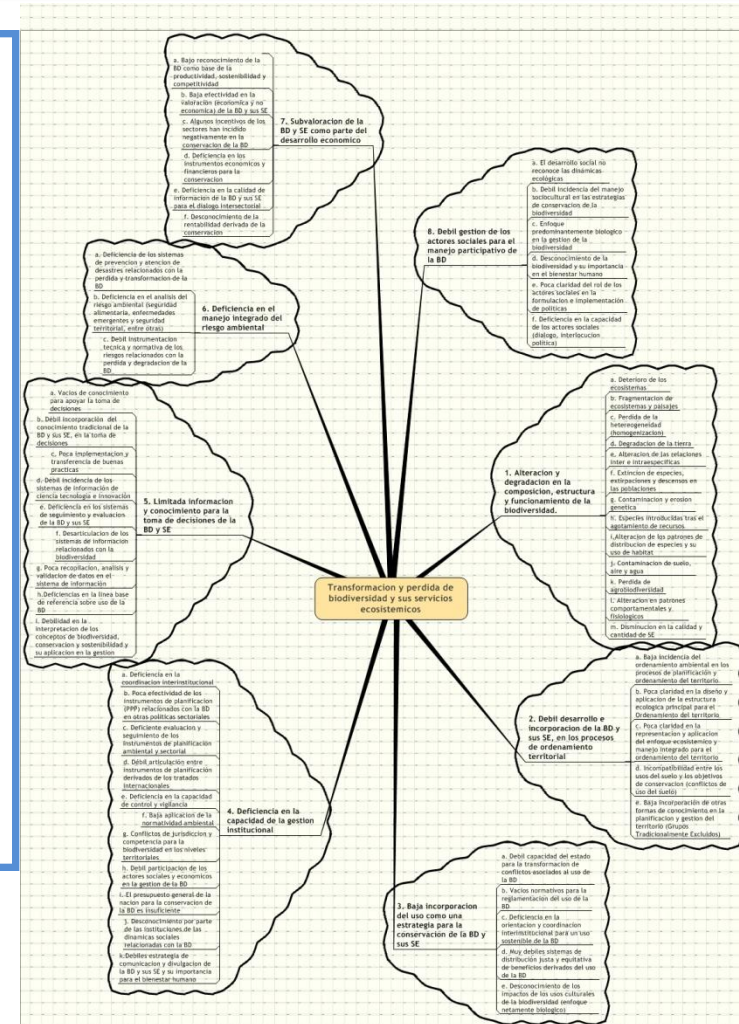 Transformacion y perdida de
biodiversidad y sus servicios
ecosistemicos
1. Alteracion y
degradacion en la
composicion, estructura
y funcionamiento de la
biodiversidad.
a. Deterioro de los
ecosistemas
b. Fragmentacion de
ecosistemas y paisajes
c. Perdida de la
heterogeneidad
(homogenizacion)
d. Degradacion de la tierra
e. Alteracion de las relaciones
inter e intraespecificas
f. Extincion de especies,
extirpaciones y descensos en
las poblaciones
g. Contaminacion y erosion
genetica
h. Especies introducidas tras el
agotamiento de recursos
i.Alteracion de los patrones de
distribucion de especies y su
uso de habitat
j. Contaminacion de suelo,
aire y agua
k. Perdida de
agrobiodiversidad
l. Alteracion en patrones
comportamentales y
fisiologicos
m. Disminucion en la calidad y
cantidad de SE
2. Debil desarrollo e
incorporacion de la BD y
sus SE, en los procesos
de ordenamiento
territorial
a. Baja incidencia del
ordenamiento ambiental en los
procesos de planificación y
ordenamiento del territorio
b. Poca claridad en la diseño y
aplicacion de la estructura
ecologica principal para el
Ordenamiento del territorio
c. Poca claridad en la
representacion y aplicacion
del enfoque ecosistemico y
manejo integrado para el
ordenamiento del territorio
d. Incompatibilidad entre los
usos del suelo y los objetivos
de conservacion (conflictos de
uso del suelo)
e. Baja incorporación de otras
formas de conocimiento en la
planificacion y gestion del
territorio (Grupos
Tradicionalmente Excluidos)
3. Baja incorporacion
del uso como una
estrategia para la
conservación de la BD y
sus SE
a. Debil capacidad del estado
para la transformacion de
conflictos asociados al uso de
la BD
b. Vacios normativos para la
reglamentacion del uso de la
BD
c. Deficiencia en la
orientacion y coordinacion
interinstitucional para un uso
sostenible de la BD
d. Muy debiles sistemas de
distribución justa y equitativa
de beneficios derivados del uso
de la BD
e. Desconocimiento de los
impactos de los usos culturales
de la biodiversidad (enfoque
netamente biologico)
4. Deficiencia en la
capacidad de la gestion
institucional
a. Deficiencia en la
coordinacion interinstitucional
b. Poca efectividad de los
instrumentos de planificacion
(PPP) relacionados con la BD
en otras politicas sectoriales
c. Deficiente evaluacion y
seguimiento de los
instrumentos de planificación
ambiental y sectorial
d. Débil articulación entre
instrumentos de planificación
derivados de los tratados
internacionales
e. Deficiencia en la capacidad
de control y vigilancia
f. Baja aplicacion de la
normatividad ambiental
g. Conflictos de jurisdiccion y
competencia para la
biodiversidad en los niveles
territoriales.
h. Debil participacion de los
actores sociales y economicos
en la gestion de la BD
i. El presupuesto general de la
nacion para la conservacion de
la BD es insuficiente
j. Desconocimiento por parte
de las instituciones de las
dinamicas sociales
relacionadas con la BD
k.Debiles estrategia de
comunicacion y divulgacion de
la BD y sus SE y su importancia
para el bienestar humano
5. Limitada informacion
y conocimiento para la
toma de decisiones de la
BD y SE
a. Vacios de conocimiento
para apoyar la toma de
decisiones
b. Débil incorporación del
conocimiento tradicional de la
BD y sus SE, en la toma de
decisiones
c. Poca implementacion y
transferencia de buenas
practicas
d. Débil incidencia de los
sistemas de información de
ciencia tecnologia e innovación
e. Deficiencia en los sistemas
de seguimiento y evaluacion
de la BD y sus SE
f. Desarticulacion de los
sistemas de informacion
relacionados con la
biodiversidad
g. Poca recopilacion, analisis y
validacion de datos en el
sistema de información
h.Deficiencias en la linea base
de referencia sobre uso de la
BD
i. Debilidad en la
interpretacion de los
conceptos de biodiversidad,
conservacion y sostenibilidad y
su aplicacion en la gestion
6. Deficiencia en el
manejo integrado del
riesgo ambiental
a. Deficiencia de los sistemas
de prevencion y atencion de
desastres relacionados con la
perdida y transformacion de la
BD
b. Deficiencia en el analisis del
riesgo ambiental (seguridad
alimentaria, enfermedades
emergentes y seguridad
territorial, entre otras)
c. Debil instrumentacion
tecnica y normativa de los
riesgos relacionados con la
perdida y degradacion de la
BD
7. Subvaloracion de la
BD y SE como parte del
desarrollo economico
a. Bajo reconocimiento de la
BD como base de la
productividad, sostenibilidad y
competitividad
b. Baja efectividad en la
valoración (economica y no
economica) de la BD y sus SE
c. Algunos incentivos de los
sectores han incidido
negativamente en la
conservacion de la BD
d. Deficiencia en los
instrumentos economicos y
financieros para la
conservacion
e. Deficiencia en la calidad de
informacion de la BD y sus SE
para el dialogo intersectorial
f. Desconocimiento de la
rentabilidad derivada de la
conservacion
8. Debil gestion de los
actores sociales para el
manejo participativo de
la BD
a. El desarrollo social no
reconoce las dinámicas
ecológicas
b. Debil incidencia del manejo
sociocultural en las estrategias
de conservacion de la
biodiversidad
c. Enfoque
predominantemente biologico
en la gestion de la
biodiversidad
d. Desconocimiento de la
biodiversidad y su importancia
en el bienestar humano
e. Poca claridad del rol de los
actores sociales en la
formulacion e implementacion
de politicas
f. Deficiencia en la capacidad
de los actores sociales
(dialogo, interlocucion
politica)